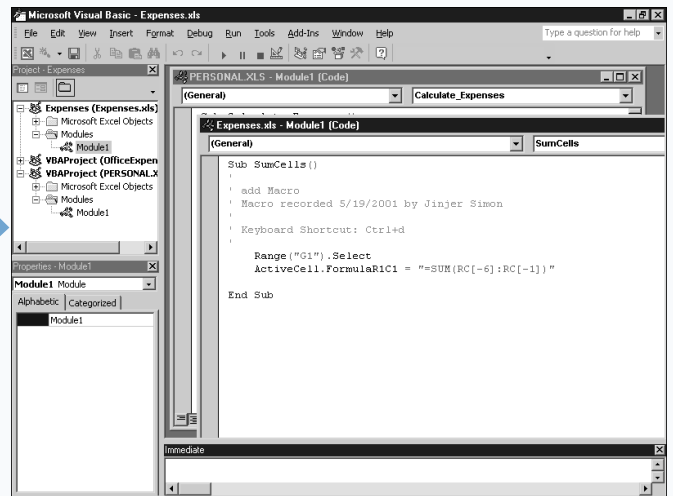 Microsoft Visual Basic - Expenses.xls
File Edit View Insert Format Debug Run Tools Add-Ins Window Help
Type a question for help
Project - Expenses
Expenses (Expenses.xls)
Microsoft Excel Objects
Modules
Module1
VBAProject (OfficeExpen
VBAProject (PERSONAL.X
Microsoft Excel Objects
Modules
Module1
Properties - Module1
Module1 Module
Alphabetic Categorized
Module1
PERSONAL.XLS - Module1 (Code)
(General) Calculate_Expenses
Expenses.xls - Module1 (Code)
(General) SumCells
Sub SumCells()
'
' add Macro
' Macro recorded 5/19/2001 by Jinjer Simon
'
' Keyboard Shortcut: Ctrl+d
'
Range("G1").Select
ActiveCell.FormulaR1C1 = "=SUM(RC[-6]:RC[-1])"
End Sub
Immediate